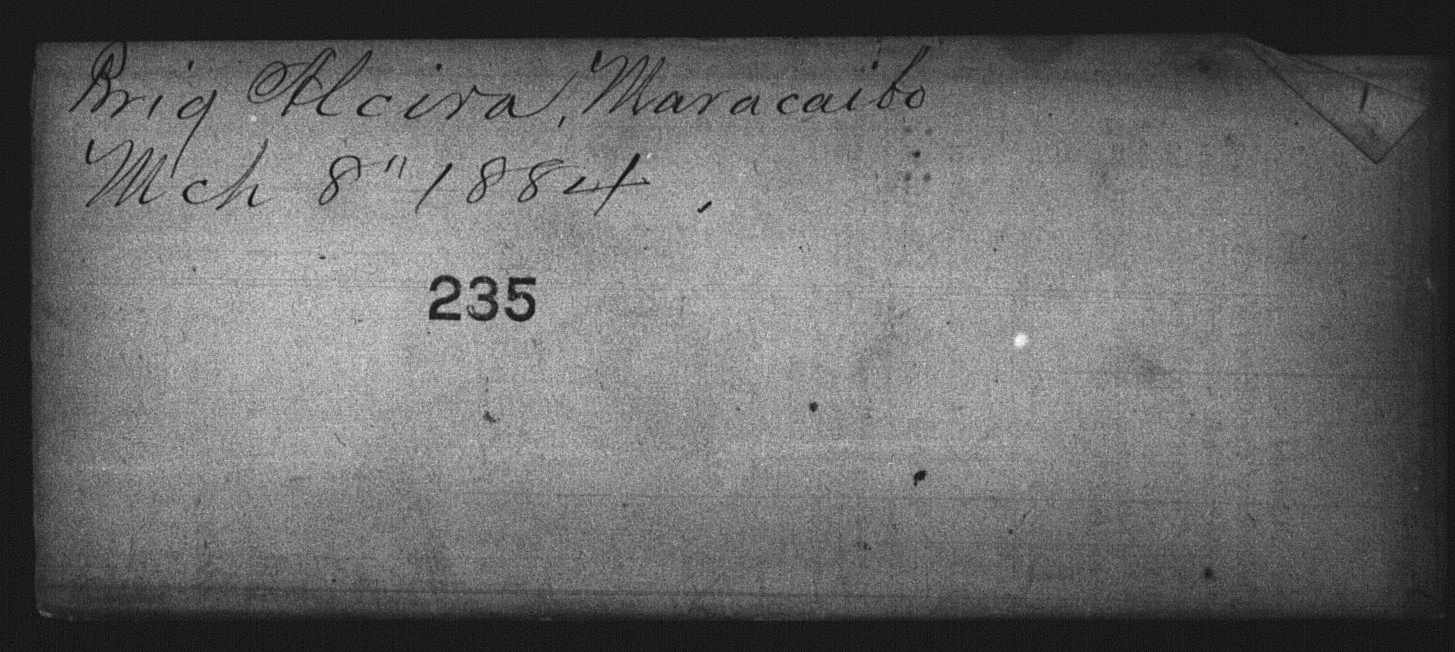 Brig Alcira, Maracaibo
Mch 8" 1884.
235